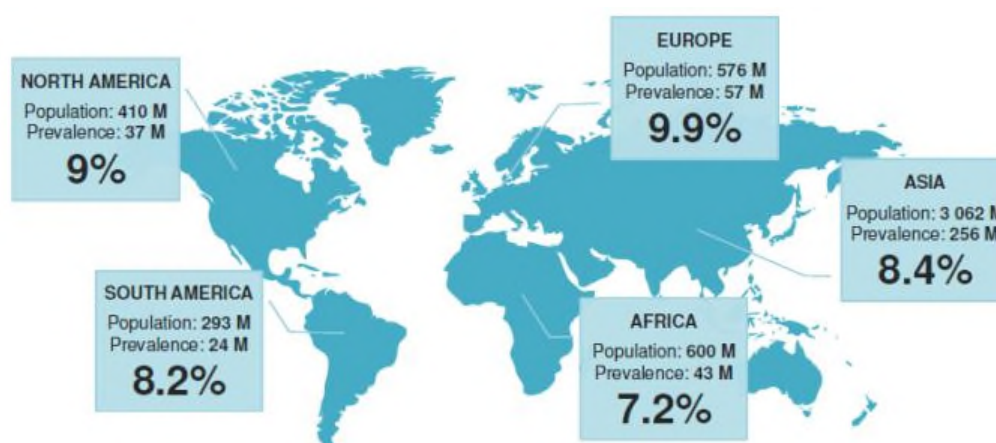 NORTH AMERICA
Population: 410 M
Prevalence: 37 M
9%
EUROPE
Population: 576 M
Prevalence: 57 M
9.9%
ASIA
Population: 3 062 M
Prevalence: 256 M
8.4%
SOUTH AMERICA
Population: 293 M
Prevalence: 24 M
8.2%
AFRICA
Population: 600 M
Prevalence: 43 M
7.2%